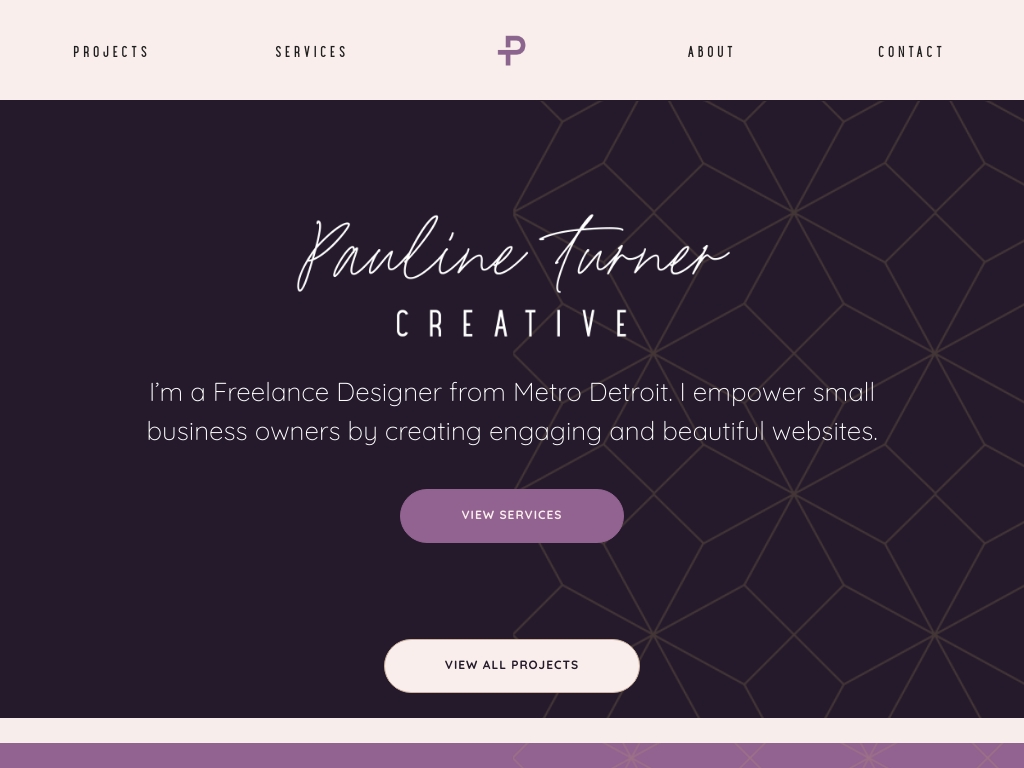 PROJECTS
SERVICES
ABOUT
CONTACT
Pauline Turner
CREATIVE
I’m a Freelance Designer from Metro Detroit. I empower small
business owners by creating engaging and beautiful websites.
VIEW SERVICES
VIEW ALL PROJECTS